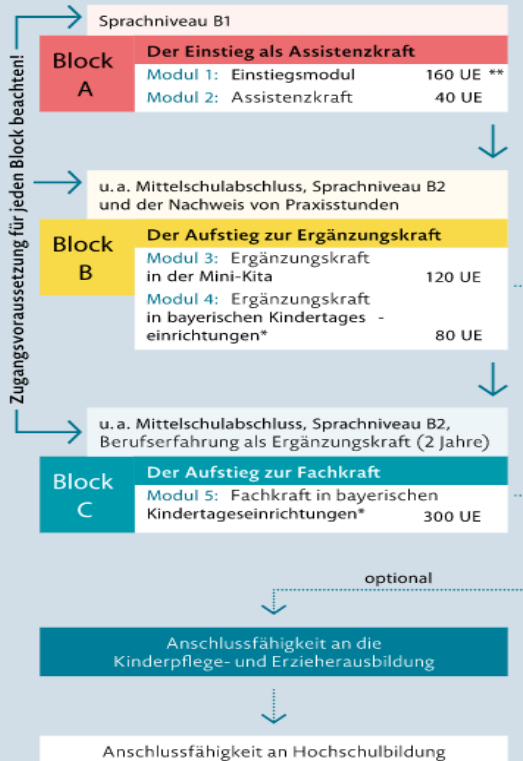 Zugangsvoraussetzung für jeden Block beachten!
Sprachniveau B1
Block A
Der Einstieg als Assistenzkraft
Modul 1: Einstiegsmodul 160 UE **
Modul 2: Assistenzkraft 40 UE
u. a. Mittelschulabschluss, Sprachniveau B2
und der Nachweis von Praxisstunden
Block B
Der Aufstieg zur Ergänzungskraft
Modul 3: Ergänzungskraft
in der Mini-Kita 120 UE
Modul 4: Ergänzungskraft
in bayerischen Kindertages -
einrichtungen* 80 UE
u. a. Mittelschulabschluss, Sprachniveau B2,
Berufserfahrung als Ergänzungskraft (2 Jahre)
Block C
Der Aufstieg zur Fachkraft
Modul 5: Fachkraft in bayerischen
Kindertageseinrichtungen* 300 UE
optional
Anschlussfähigkeit an die
Kinderpflege- und Erzieherausbildung
Anschlussfähigkeit an Hochschulbildung